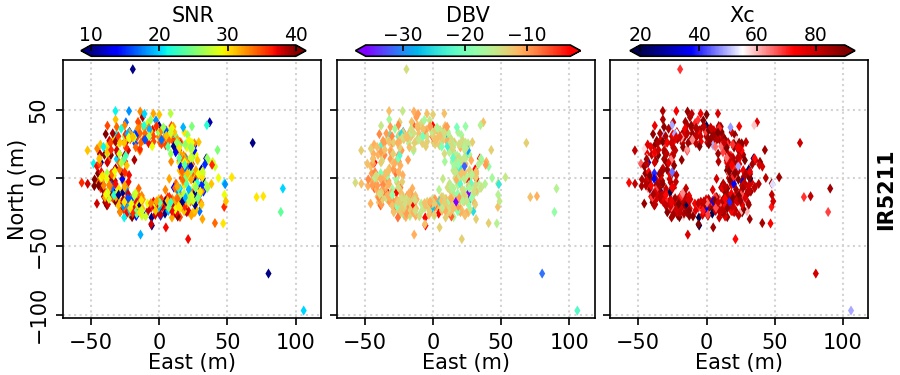 SNR DBV Xc
10 20 30 40 −30 −20 −10 20 40 60 80
North (m)
50
0
−50
−100
−50 0 50 100 −50 0 50 100 −50 0 50 100
East (m) East (m) East (m)
IR5211